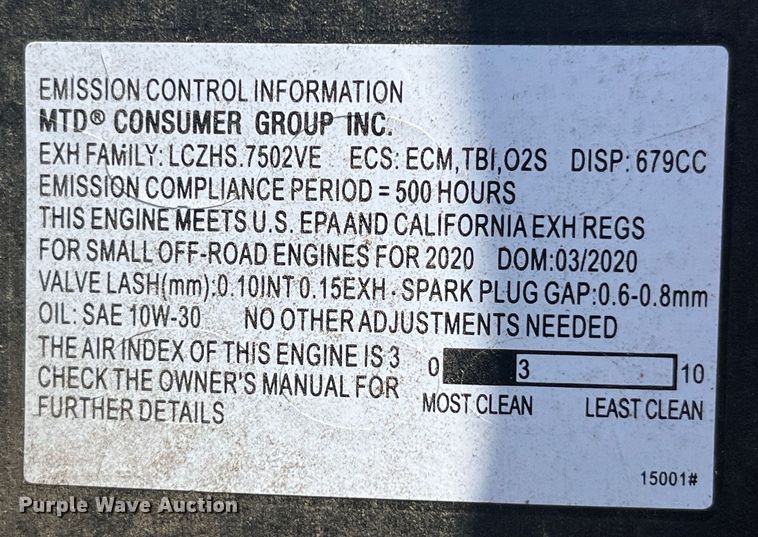 EMISSION CONTROL INFORMATION
MTD® CONSUMER GROUP INC.
EXH FAMILY: LCZHS.7502VE ECS: ECM,TBI,O2S DISP: 679CC
EMISSION COMPLIANCE PERIOD = 500 HOURS
THIS ENGINE MEETS U.S. EPA AND CALIFORNIA EXH REGS
FOR SMALL OFF-ROAD ENGINES FOR 2020 DOM:03/2020
VALVE LASH(mm):0.10INT 0.15EXH · SPARK PLUG GAP:0.6-0.8mm
OIL: SAE 10W-30 NO OTHER ADJUSTMENTS NEEDED
THE AIR INDEX OF THIS ENGINE IS 3
CHECK THE OWNER'S MANUAL FOR
FURTHER DETAILS
0 3 10
MOST CLEAN LEAST CLEAN
15001#
Purple Wave Auction